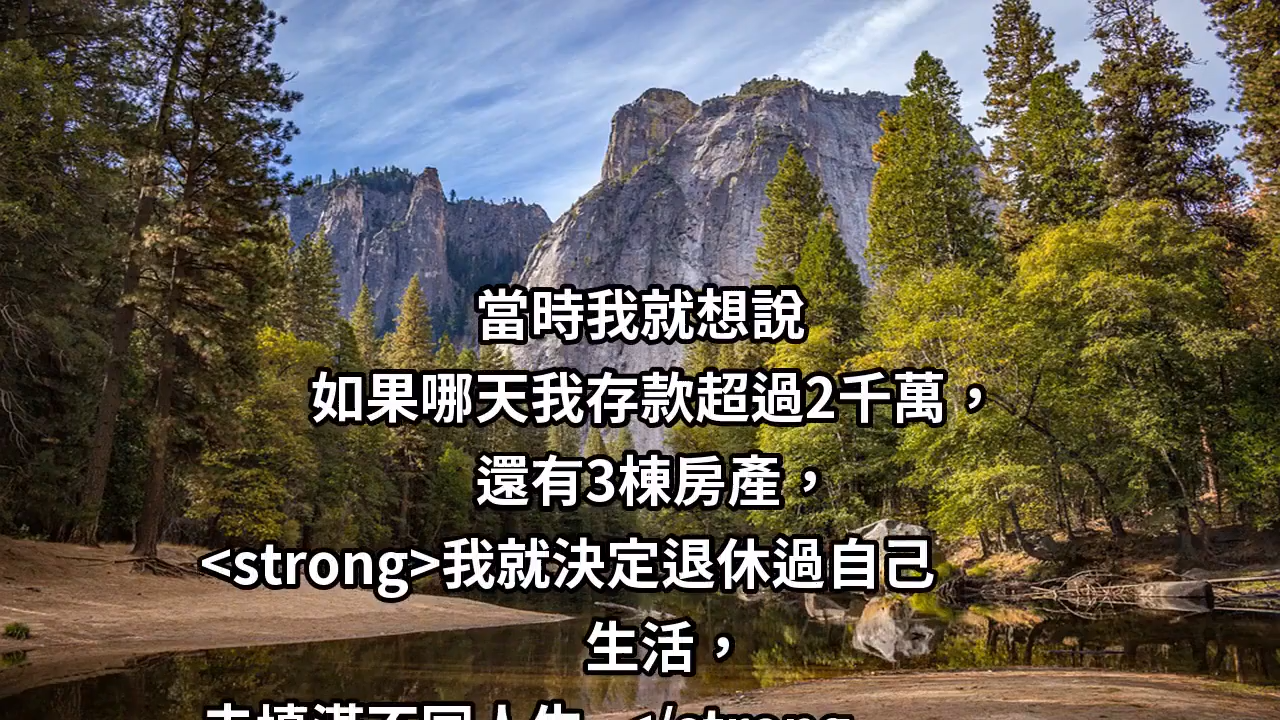 當時我就想說
如果哪天我存款超過2千萬，
還有3棟房產，
<strong>我就決定退休過自己
生活，